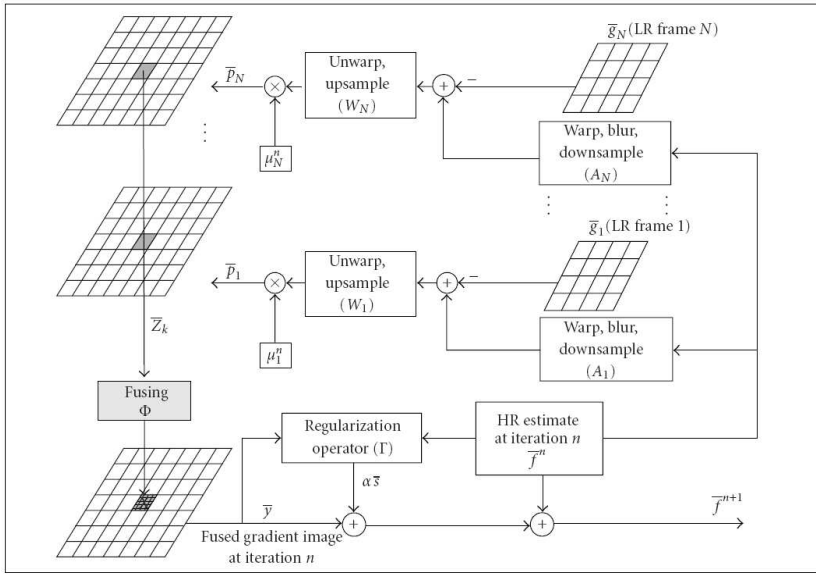 g̅_N(LR frame N)
Unwarp,
upsample
(W_N)
p̅_N
×
+
−
Warp, blur,
downsample
(A_N)
μ_N^n
⋮
⋮
⋮
g̅_1(LR frame 1)
Unwarp,
upsample
(W_1)
p̅_1
×
+
−
Warp, blur,
downsample
(A_1)
μ_1^n
Z̅_k
Fusing
Φ
Regularization
operator (Γ)
HR estimate
at iteration n
f̅^n
αs̅
y̅
+
+
f̅^{n+1}
Fused gradient image
at iteration n